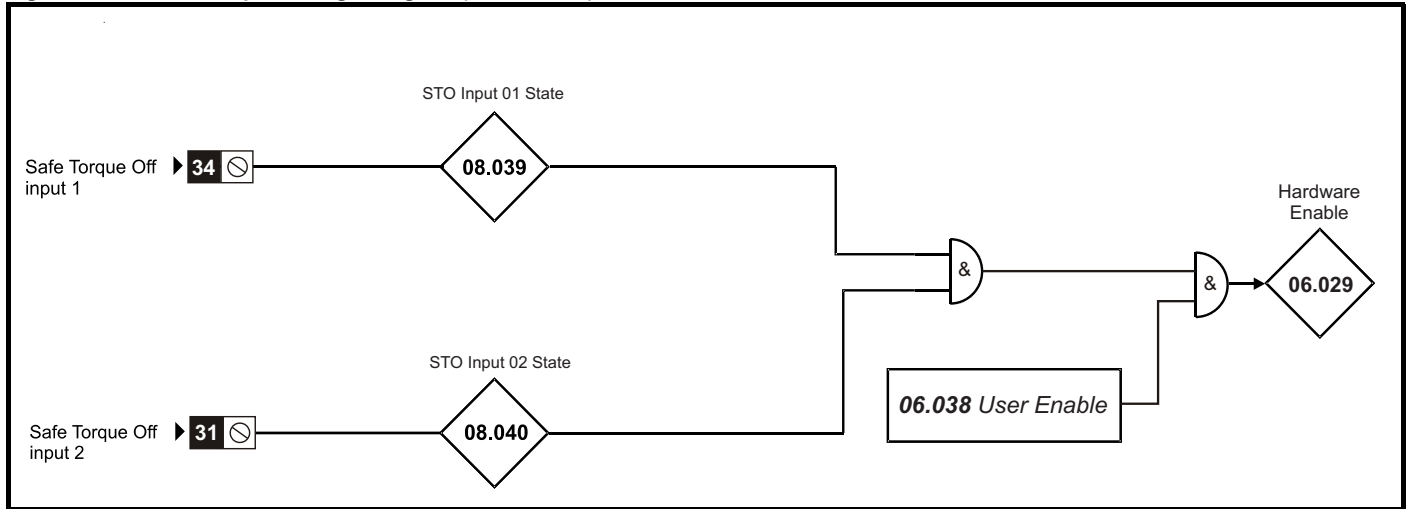 STO Input 01 State
Safe Torque Off
input 1
34
08.039
Hardware
Enable
&
&
06.029
STO Input 02 State
06.038 User Enable
Safe Torque Off
input 2
31
08.040